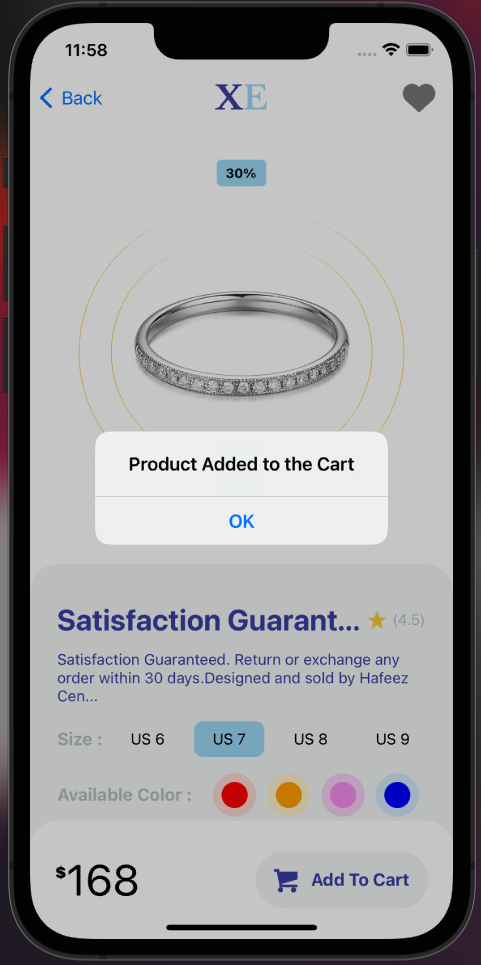 11:58
Back
XE
30%
Product Added to the Cart
OK
Satisfaction Guarant... (4.5)
Satisfaction Guaranteed. Return or exchange any
order within 30 days.Designed and sold by Hafeez
Cen...
Size : US 6 US 7 US 8 US 9
Available Color :
$168 Add To Cart